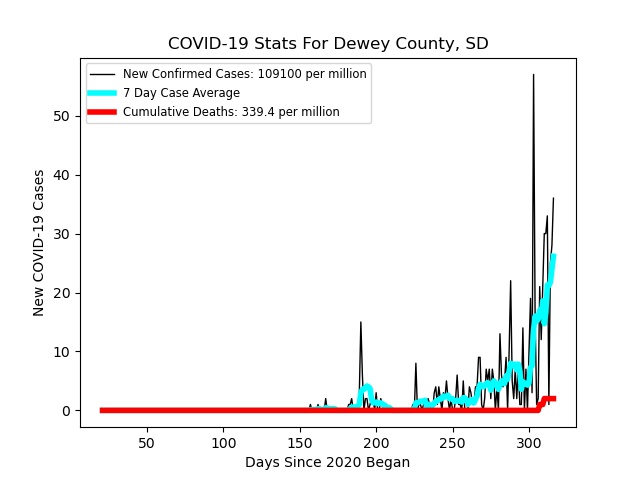 COVID-19 Stats For Dewey County, SD
New Confirmed Cases: 109100 per million
7 Day Case Average
Cumulative Deaths: 339.4 per million
New COVID-19 Cases
50
40
30
20
10
0
50 100 150 200 250 300
Days Since 2020 Began